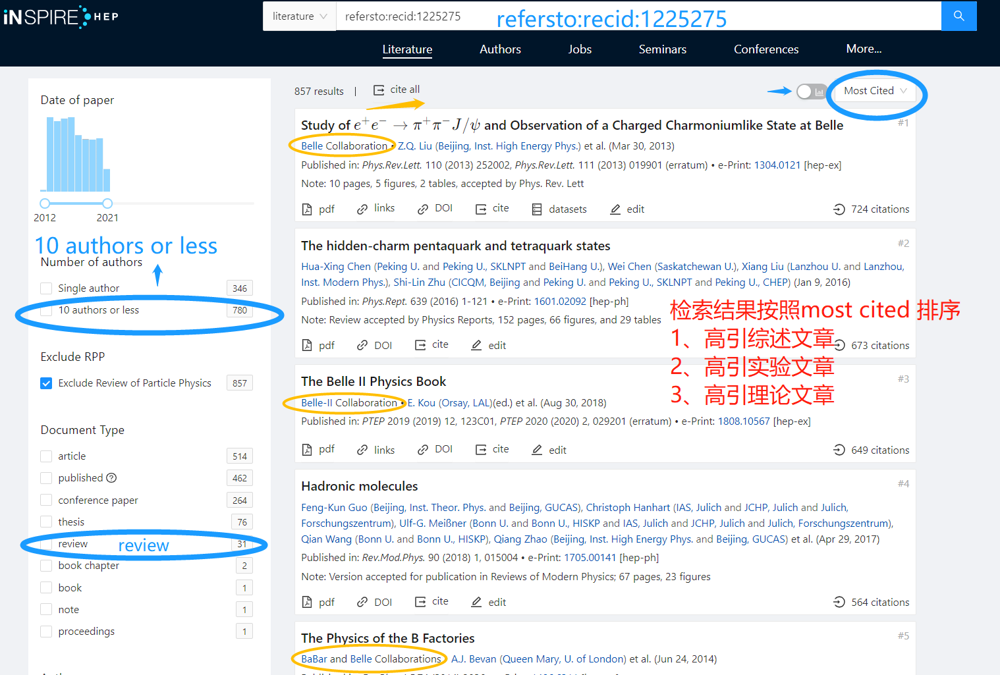 iNSPIRE HEP
literature
refersto:recid:1225275
refersto:recid:1225275
Literature
Authors
Jobs
Seminars
Conferences
More...
Date of paper
2012
2021
10 authors or less
Number of authors
Single author 346
10 authors or less 780
Exclude RPP
Exclude Review of Particle Physics 857
Document Type
article 514
published 462
conference paper 264
thesis 76
review review 31
book chapter 2
book 1
note 1
proceedings 1
857 results | cite all
Most Cited
Study of e⁺e⁻ → π⁺π⁻J/ψ and Observation of a Charged Charmoniumlike State at Belle
#1
Belle Collaboration • Z.Q. Liu (Beijing, Inst. High Energy Phys.) et al. (Mar 30, 2013)
Published in: Phys.Rev.Lett. 110 (2013) 252002, Phys.Rev.Lett. 111 (2013) 019901 (erratum) • e-Print: 1304.0121 [hep-ex]
Note: 10 pages, 5 figures, 2 tables, accepted by Phys. Rev. Lett
pdf links DOI cite datasets edit 724 citations
The hidden-charm pentaquark and tetraquark states
#2
Hua-Xing Chen (Peking U. and Peking U., SKLNPT and BeiHang U.), Wei Chen (Saskatchewan U.), Xiang Liu (Lanzhou U. and Lanzhou,
Inst. Modern Phys.), Shi-Lin Zhu (CICQM, Beijing and Peking U. and Peking U., SKLNPT and Peking U., CHEP) (Jan 9, 2016)
Published in: Phys.Rept. 639 (2016) 1-121 • e-Print: 1601.02092 [hep-ph]
Note: Review accepted by Physics Reports, 152 pages, 66 figures, and 29 tables
pdf DOI cite edit 673 citations
检索结果按照most cited 排序
1、高引综述文章
2、高引实验文章
3、高引理论文章
The Belle II Physics Book
#3
Belle-II Collaboration • E. Kou (Orsay, LAL)(ed.) et al. (Aug 30, 2018)
Published in: PTEP 2019 (2019) 12, 123C01, PTEP 2020 (2020) 2, 029201 (erratum) • e-Print: 1808.10567 [hep-ex]
pdf links DOI cite edit 649 citations
Hadronic molecules
#4
Feng-Kun Guo (Beijing, Inst. Theor. Phys. and Beijing, GUCAS), Christoph Hanhart (IAS, Julich and JCHP, Julich and Julich,
Forschungszentrum), Ulf-G. Meißner (Bonn U. and Bonn U., HISKP and IAS, Julich and JCHP, Julich and Julich, Forschungszentrum),
Qian Wang (Bonn U. and Bonn U., HISKP), Qiang Zhao (Beijing, Inst. High Energy Phys. and Beijing, GUCAS) et al. (Apr 29, 2017)
Published in: Rev.Mod.Phys. 90 (2018) 1, 015004 • e-Print: 1705.00141 [hep-ph]
Note: Version accepted for publication in Reviews of Modern Physics; 67 pages, 23 figures
pdf DOI cite edit 564 citations
The Physics of the B Factories
#5
BaBar and Belle Collaborations • A.J. Bevan (Queen Mary, U. of London) et al. (Jun 24, 2014)